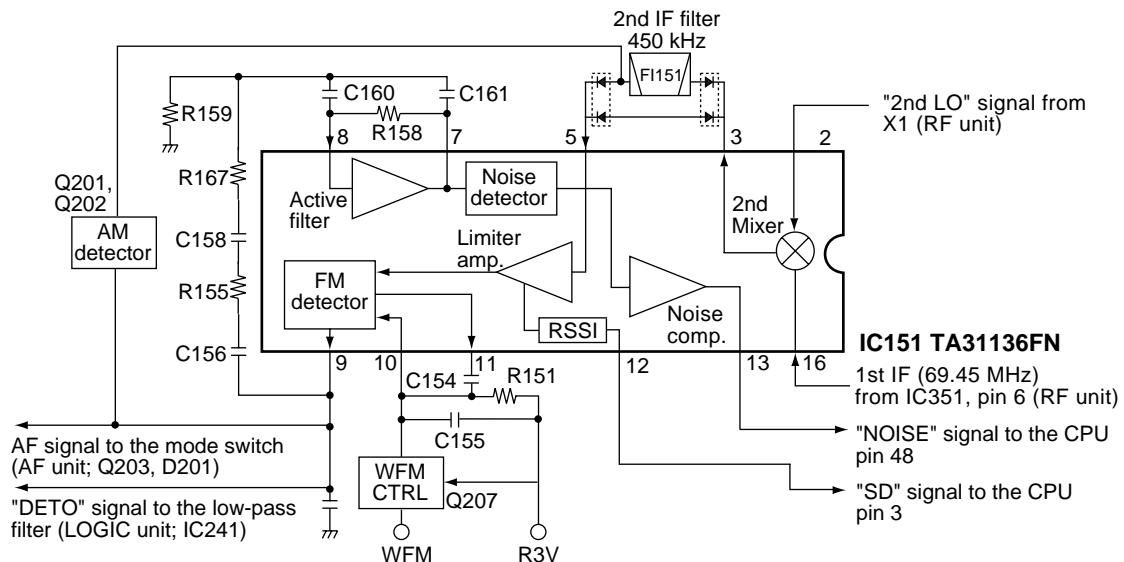 2nd IF filter
450 kHz
FI151
C160
C161
R159
R158
"2nd LO" signal from
X1 (RF unit)
8
7
5
3
2
R167
Q201,
Q202
AM
detector
Active
filter
Noise
detector
2nd
Mixer
C158
Limiter
amp.
R155
FM
detector
RSSI
Noise
comp.
C156
IC151 TA31136FN
9
10
11
12
13
16
C154
R151
1st IF (69.45 MHz)
from IC351, pin 6 (RF unit)
C155
AF signal to the mode switch
(AF unit; Q203, D201)
"NOISE" signal to the CPU
pin 48
WFM
CTRL
Q207
"DETO" signal to the low-pass
filter (LOGIC unit; IC241)
"SD" signal to the CPU
pin 3
WFM
R3V